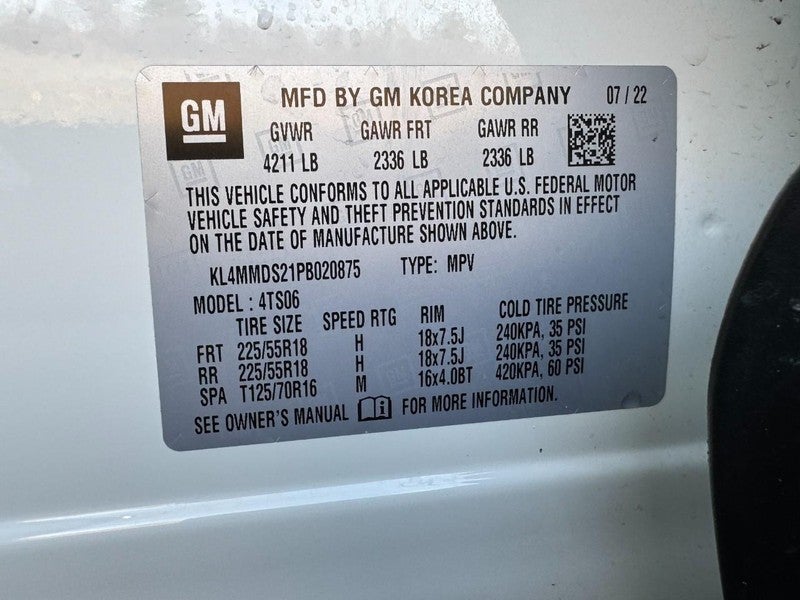 GM
MFD BY GM KOREA COMPANY 07 / 22
GVWR GAWR FRT GAWR RR
4211 LB 2336 LB 2336 LB
THIS VEHICLE CONFORMS TO ALL APPLICABLE U.S. FEDERAL MOTOR
VEHICLE SAFETY AND THEFT PREVENTION STANDARDS IN EFFECT
ON THE DATE OF MANUFACTURE SHOWN ABOVE.
KL4MMDS21PB020875 TYPE: MPV
MODEL : 4TS06
TIRE SIZE SPEED RTG RIM COLD TIRE PRESSURE
FRT 225/55R18 H 18x7.5J 240KPA, 35 PSI
RR 225/55R18 H 18x7.5J 240KPA, 35 PSI
SPA T125/70R16 M 16x4.0BT 420KPA, 60 PSI
SEE OWNER'S MANUAL FOR MORE INFORMATION.